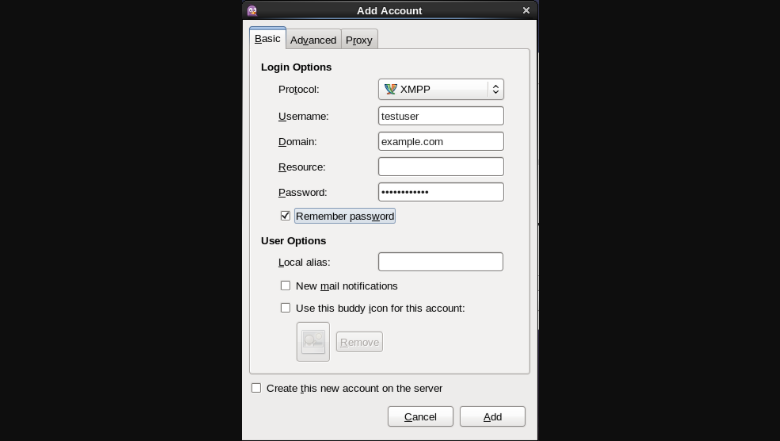 Add Account
Basic Advanced Proxy
Login Options
Protocol: XMPP
Username: testuser
Domain: example.com
Resource:
Password: ••••••••••••
Remember password
User Options
Local alias:
New mail notifications
Use this buddy icon for this account:
Remove
Create this new account on the server
Cancel Add